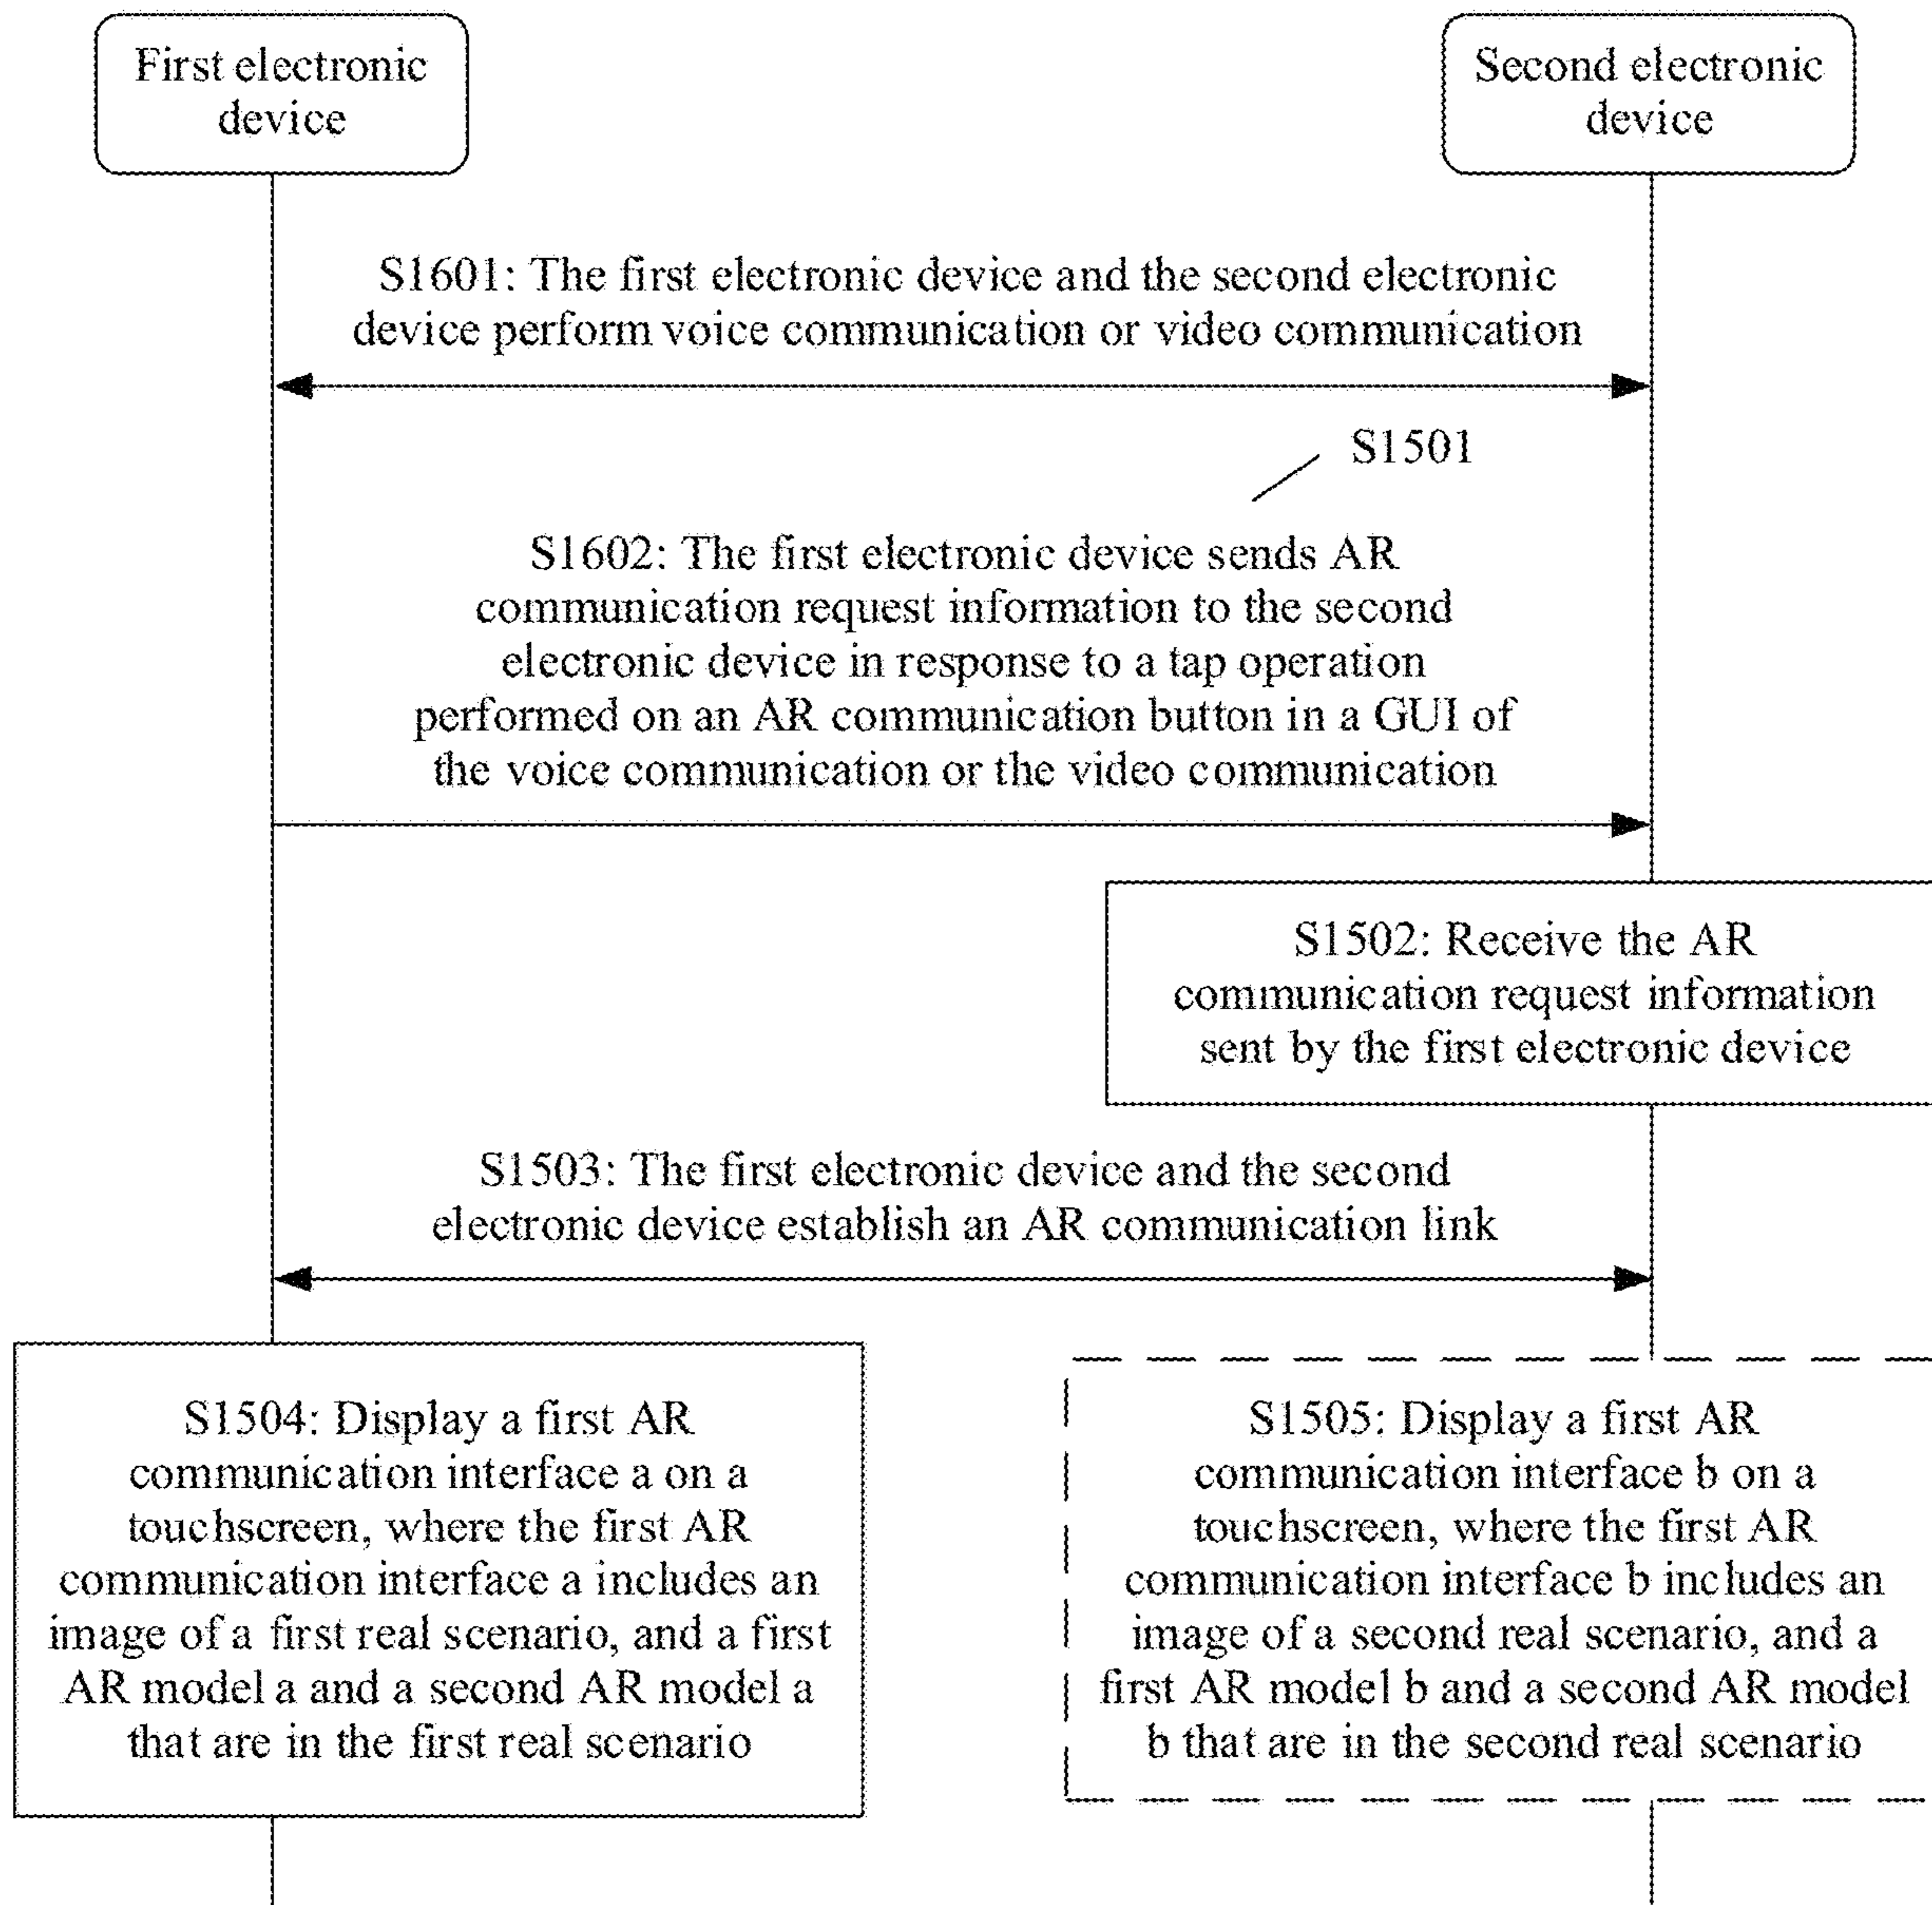 First electronic
device
Second electronic
device
S1601: The first electronic device and the second electronic
device perform voice communication or video communication
S1501
S1602: The first electronic device sends AR
communication request information to the second
electronic device in response to a tap operation
performed on an AR communication button in a GUI of
the voice communication or the video communication
S1502: Receive the AR
communication request information
sent by the first electronic device
S1503: The first electronic device and the second
electronic device establish an AR communication link
S1504: Display a first AR
communication interface a on a
touchscreen, where the first AR
communication interface a includes an
image of a first real scenario, and a first
AR model a and a second AR model a
that are in the first real scenario
S1505: Display a first AR
communication interface b on a
touchscreen, where the first AR
communication interface b includes an
image of a second real scenario, and a
first AR model b and a second AR model
b that are in the second real scenario